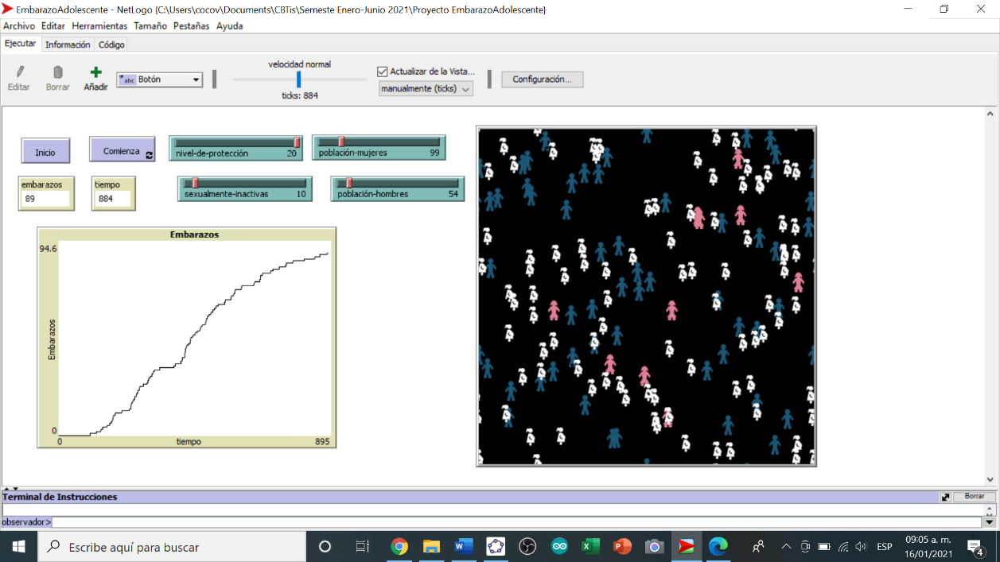 EmbarazoAdolescente - NetLogo {C:\Users\cocov\Documents\CBTis\Semeste Enero-Junio 2021\Proyecto EmbarazoAdolescente}
Archivo Editar Herramientas Tamaño Pestañas Ayuda
Ejecutar Información Código
velocidad normal
Actualizar de la Vista...
Editar Borrar Añadir
abc Botón
manualmente (ticks)
Configuración...
ticks: 884
Inicio
Comienza
nivel-de-protección 20
población-mujeres 99
embarazos
89
tiempo
884
sexualmente-inactivas 10
población-hombres 54
Embarazos
94.6
Embarazos
0
0 tiempo 895
Terminal de Instrucciones
Borrar
observador>
Escribe aquí para buscar
ESP
09:05 a. m.
16/01/2021
4